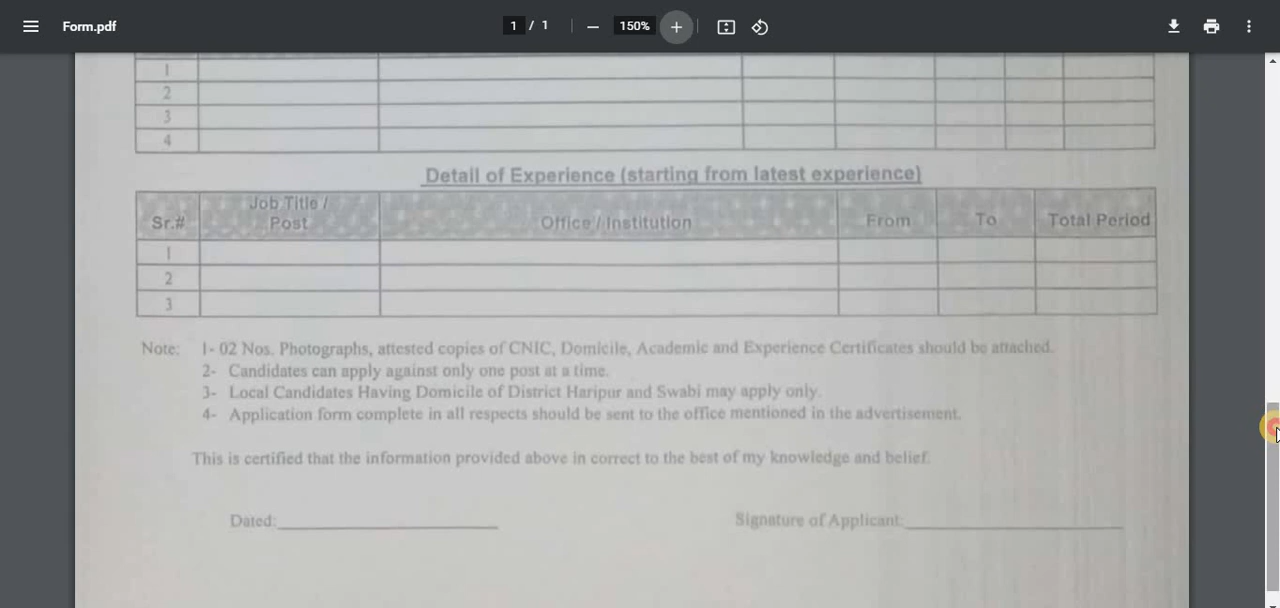 Form.pdf
1 / 1
150%
1
2
3
4
Detail of Experience (starting from latest experience)
Sr.# Job Title / Post Office / Institution From To Total Period
1
2
3
Note: 1- 02 Nos. Photographs, attested copies of CNIC, Domicile, Academic and Experience Certificates should be attached.
2- Candidates can apply against only one post at a time.
3- Local Candidates Having Domicile of District Haripur and Swabi may apply only.
4- Application form complete in all respects should be sent to the office mentioned in the advertisement.
This is certified that the information provided above in correct to the best of my knowledge and belief.
Dated:
Signature of Applicant: